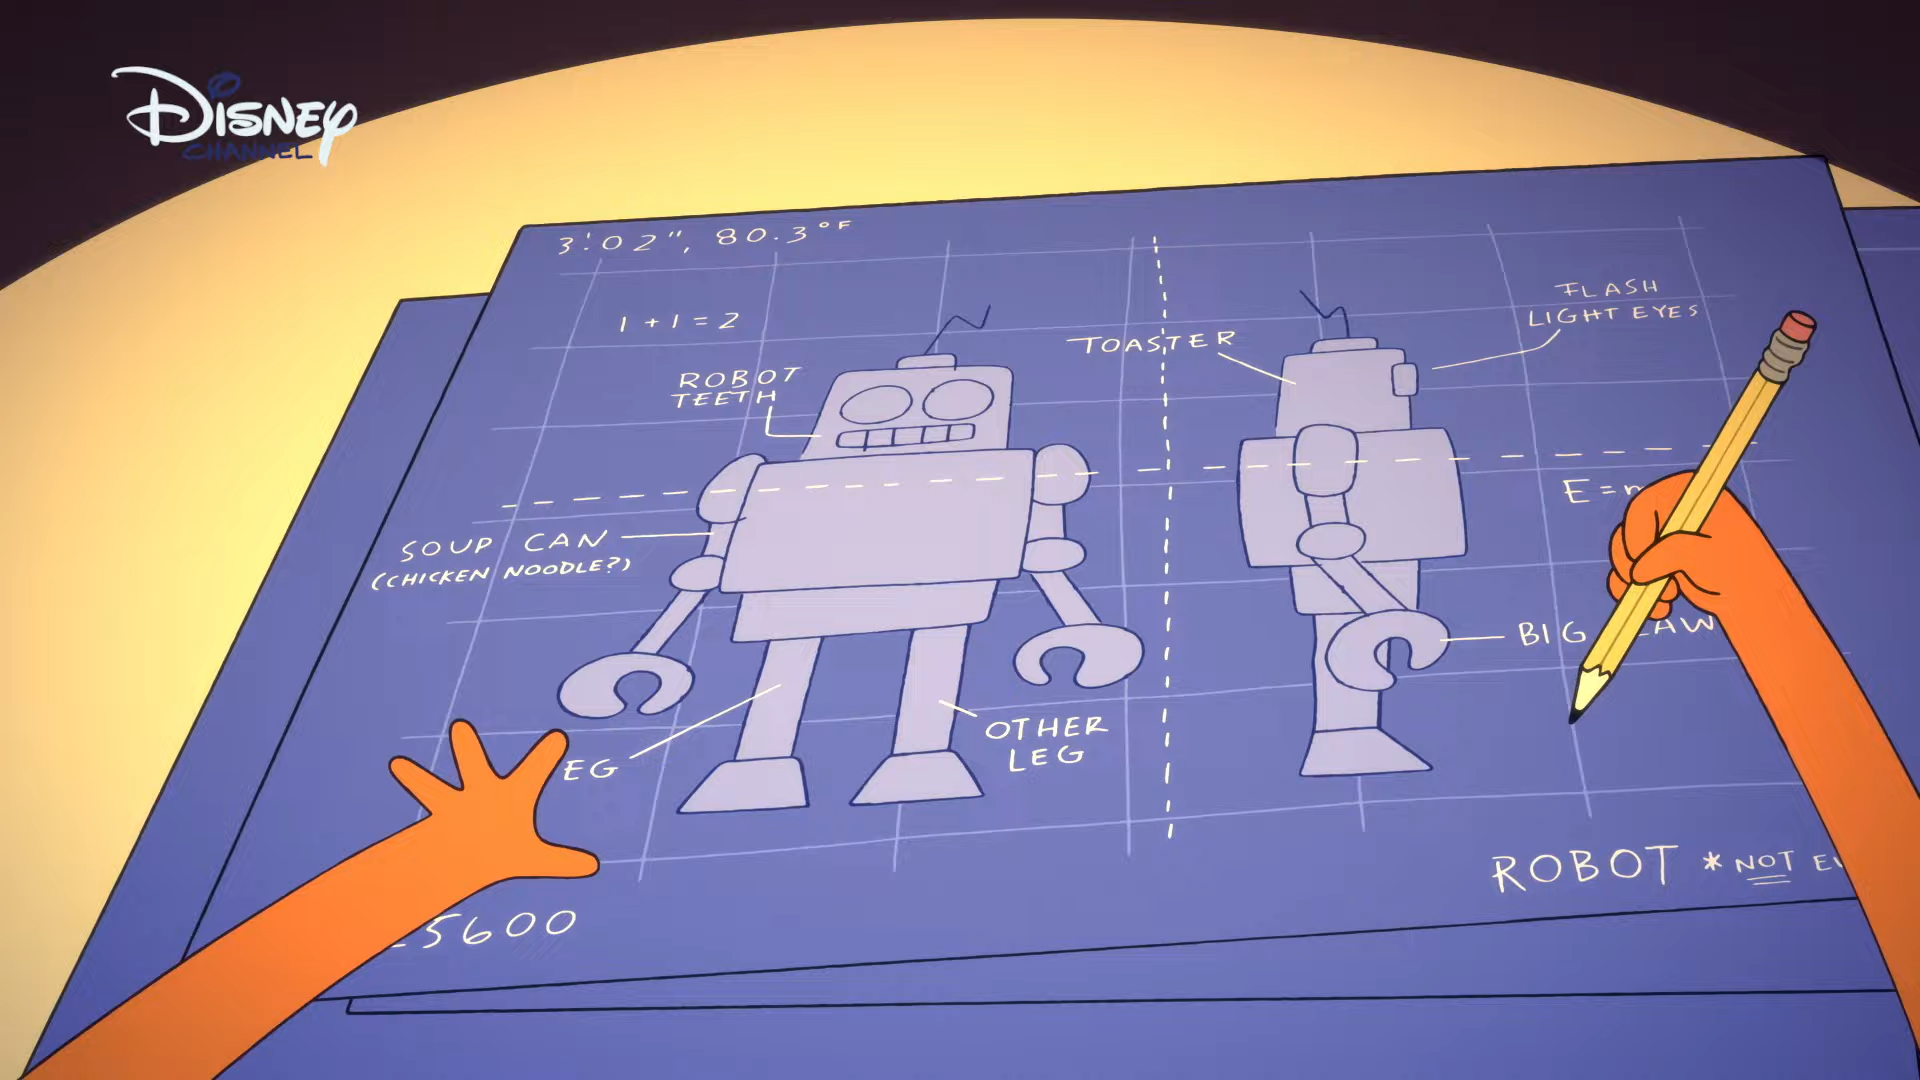 DISNEY
CHANNEL
3':02", 80.3°F
1+1=2
ROBOT
TEETH
TOASTER
FLASH
LIGHT EYES
SOUP CAN
(CHICKEN NOODLE?)
E=
BIG
OTHER
LEG
EG
ROBOT *NOT
5600